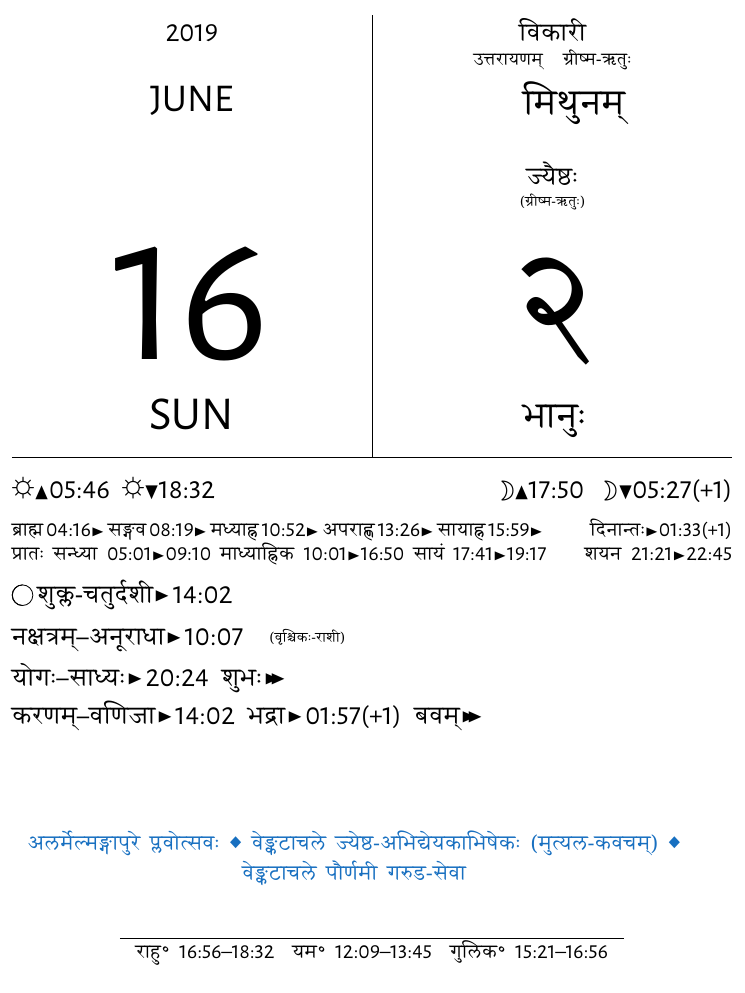 2019
JUNE
16
SUN
विकारी
उत्तरायणम् ग्रीष्म-ऋतुः
मिथुनम्
ज्यैष्ठः
(ग्रीष्म-ऋतुः)
२
भानुः
☼▲05:46 ☼▼18:32 ☽▲17:50 ☽▼05:27(+1)
ब्राह्म 04:16► सङ्गव 08:19► मध्याह्न 10:52► अपराह्ण 13:26► सायाह्न 15:59► दिनान्तः►01:33(+1)
प्रातः सन्ध्या 05:01►09:10 माध्याह्निक 10:01►16:50 सायं 17:41►19:17 शयन 21:21►22:45
○ शुक्ल-चतुर्दशी►14:02
नक्षत्रम्–अनूराधा►10:07 (वृश्चिकः-राशी)
योगः–साध्यः►20:24 शुभः►►
करणम्–वणिजा►14:02 भद्रा►01:57(+1) बवम्►►
अलर्मेल्मङ्गापुरे प्लवोत्सवः ◆ वेङ्कटाचले ज्येष्ठ-अभिद्येयकाभिषेकः (मुत्यल-कवचम्) ◆
वेङ्कटाचले पौर्णमी गरुड-सेवा
राहु° 16:56–18:32 यम° 12:09–13:45 गुलिक° 15:21–16:56